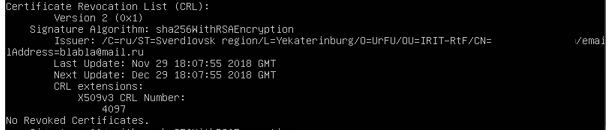 Certificate Revocation List (CRL):
Version 2 (0x1)
Signature Algorithm: sha256WithRSAEncryption
Issuer: /C=ru/ST=Sverdlovsk region/L=Yekaterinburg/O=UrFU/OU=IRIT-RtF/CN= /emai
lAddress=blabla@mail.ru
Last Update: Nov 29 18:07:55 2018 GMT
Next Update: Dec 29 18:07:55 2018 GMT
CRL extensions:
X509v3 CRL Number:
4097
No Revoked Certificates.